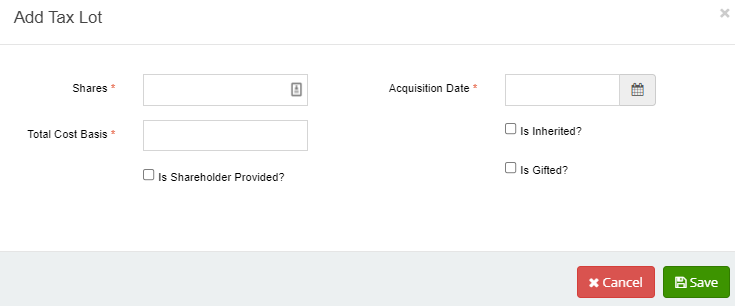 Add Tax Lot
×
Shares *
Acquisition Date *
Total Cost Basis *
Is Inherited?
Is Shareholder Provided?
Is Gifted?
Cancel
Save